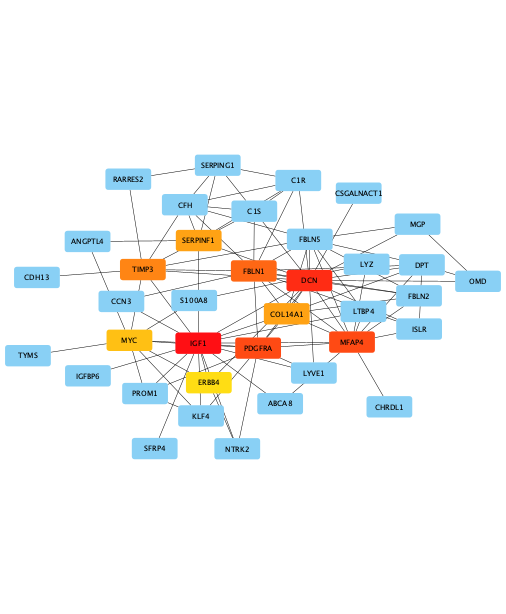 SERPING1
RARRES2
C1R
CSGALNACT1
CFH
C1S
MGP
ANGPTL4
SERPINF1
FBLN5
LYZ
DPT
CDH13
TIMP3
FBLN1
DCN
OMD
CCN3
S100A8
FBLN2
COL14A1
LTBP4
ISLR
MYC
IGF1
PDGFRA
MFAP4
TYMS
IGFBP6
LYVE1
ERBB4
PROM1
ABCA8
CHRDL1
KLF4
SFRP4
NTRK2